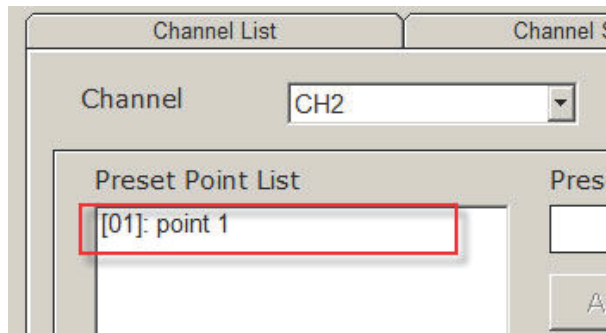 Channel List
Channel
Channel
CH2
Preset Point List
Pres
[01]: point 1
A